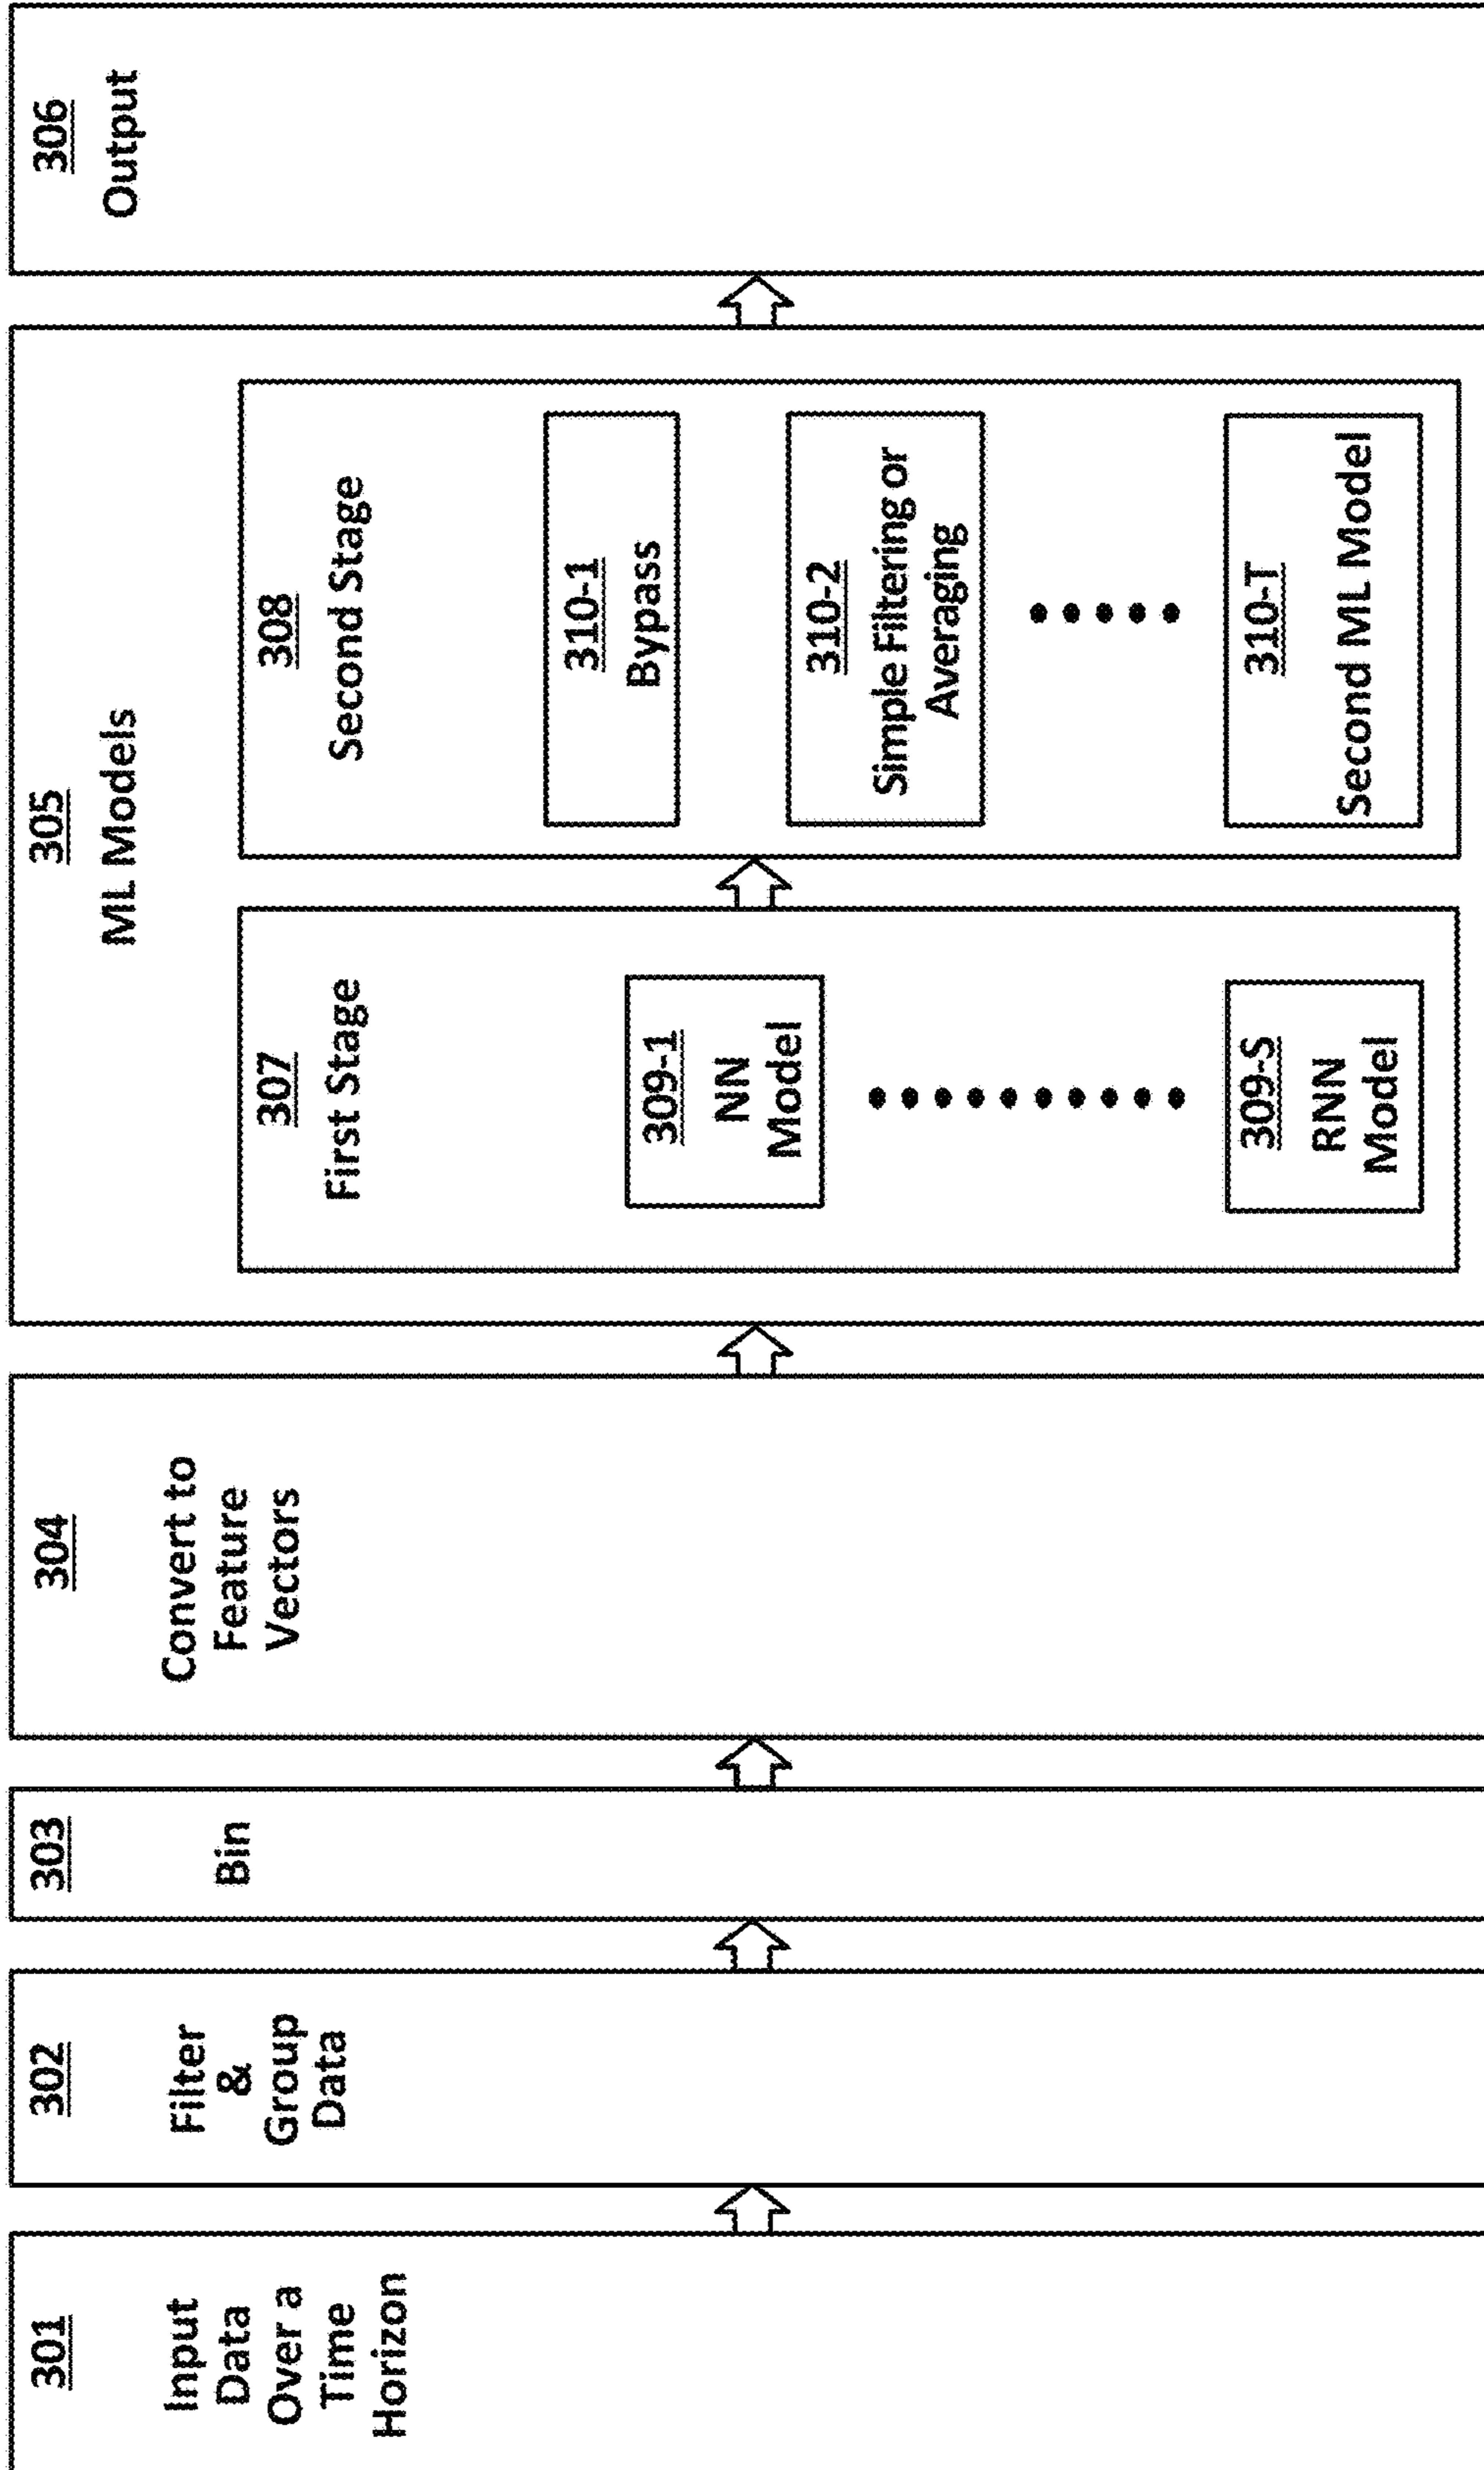 301
Input
Data
Over a
Time
Horizon
302
Filter
&
Group
Data
303
Bin
304
Convert to
Feature
Vectors
305
ML Models
307
First Stage
309-1
NN
Model
309-S
RNN
Model
308
Second Stage
310-1
Bypass
310-2
Simple Filtering or
Averaging
310-T
Second ML Model
306
Output